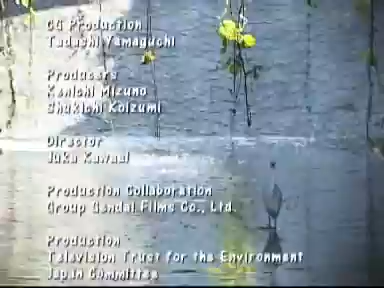 CG Production
Tadashi Yamaguchi
Producers
Kenichi Mizuno
Shukichi Koizumi
Director
Juka Kawaai
Production Collaboration
Group Gendai Films Co., Ltd.
Production
Television Trust for the Environment
Japan Committee